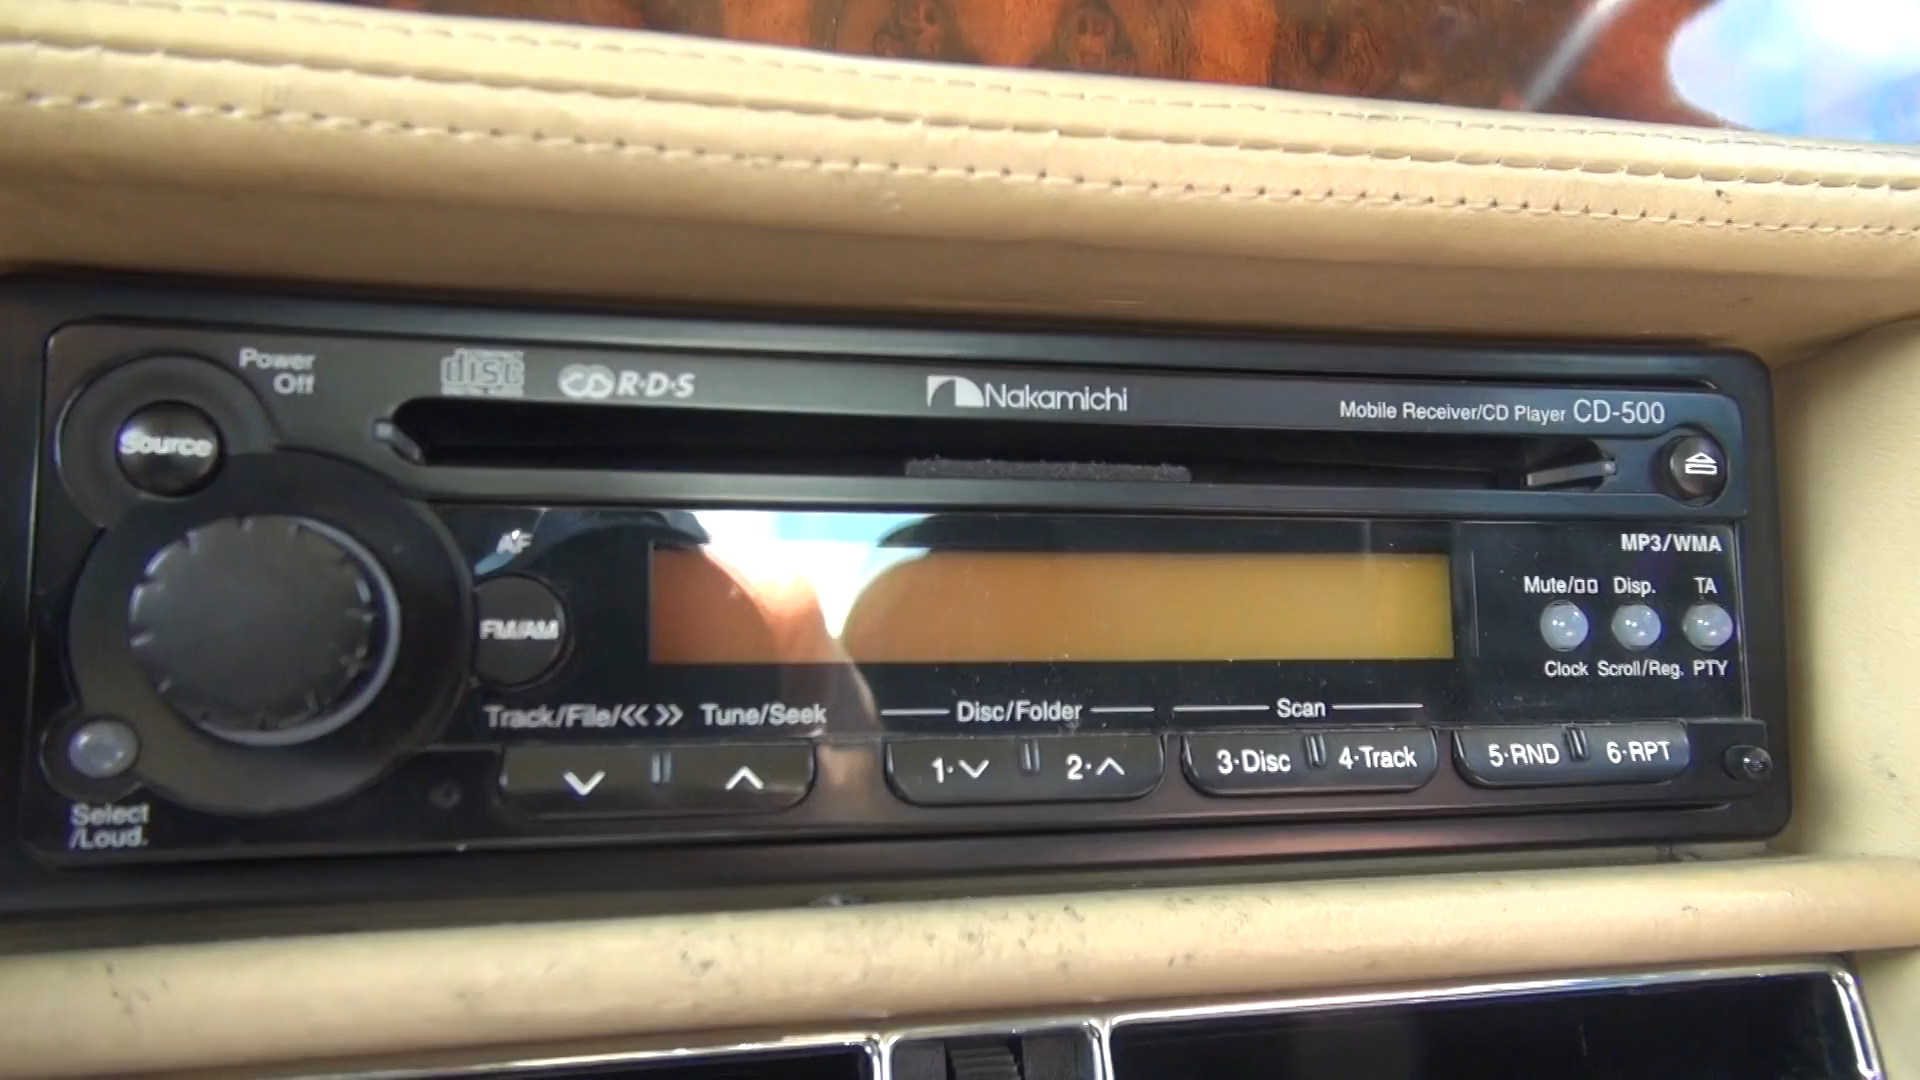 Power
Off
disc
R·D·S
Nakamichi
Mobile Receiver/CD Player CD-500
Source
AF
MP3/WMA
Mute/▯▯ Disp. TA
FM/AM
Clock Scroll/Reg. PTY
Track/File/<< >> Tune/Seek
Disc/Folder
Scan
1· 2·
3·Disc 4·Track
5·RND 6·RPT
Select
/Loud.